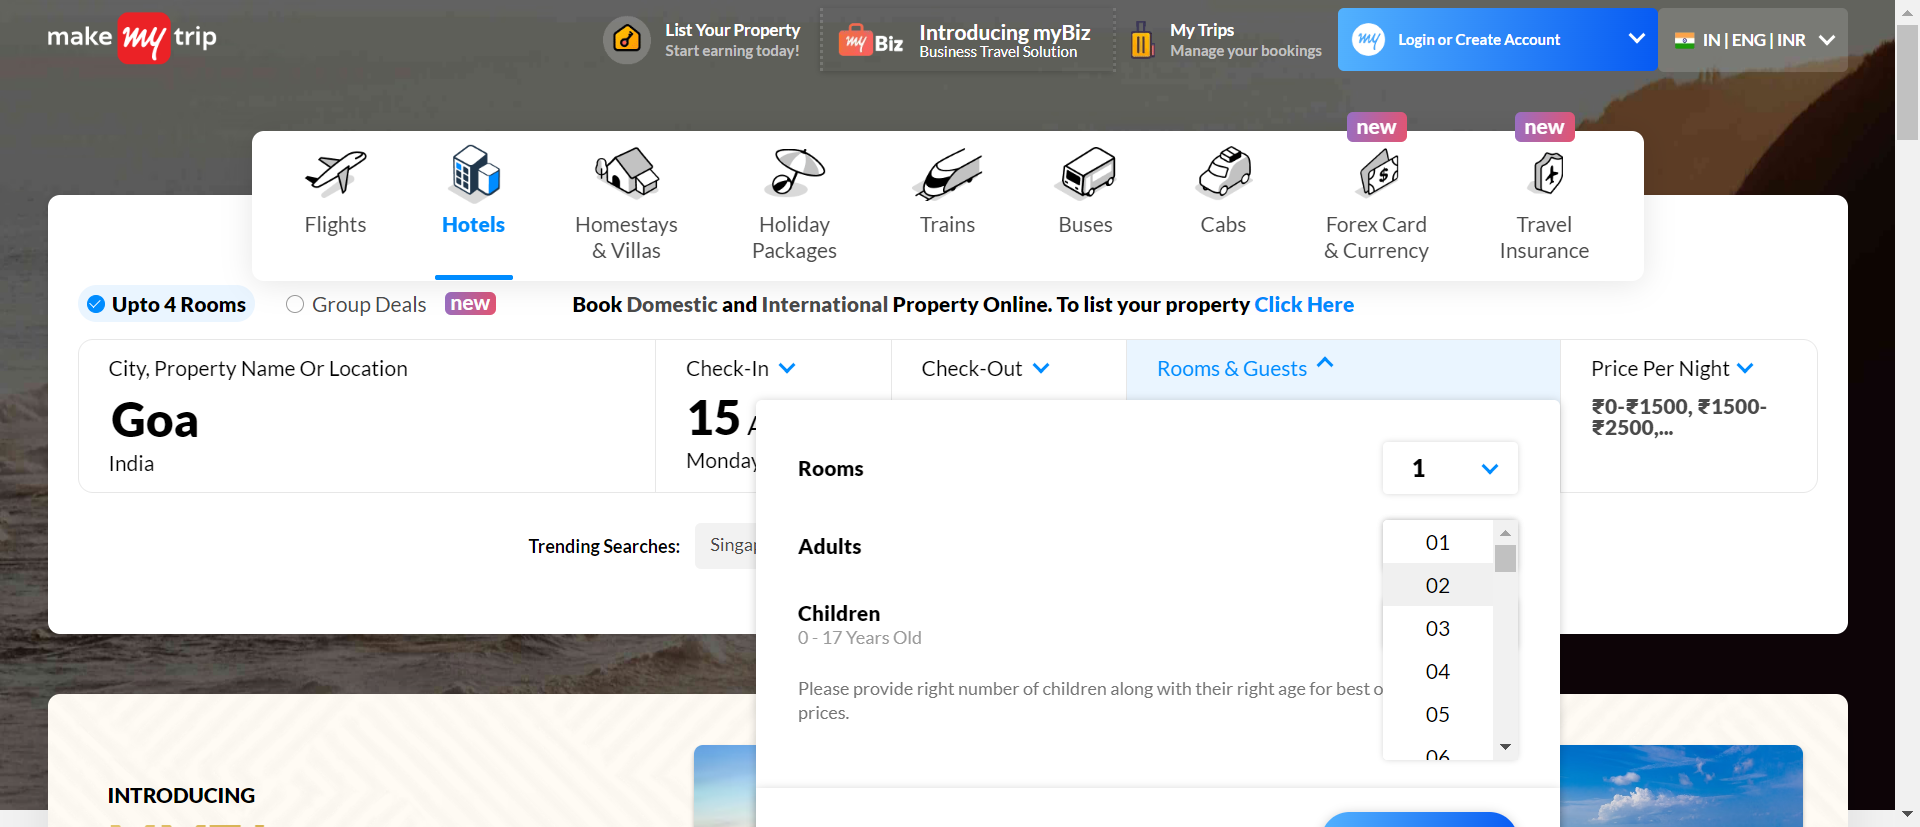 make my trip
List Your Property
Start earning today!
my Biz
Introducing myBiz
Business Travel Solution
My Trips
Manage your bookings
my
Login or Create Account
IN | ENG | INR
new
new
Flights
Hotels
Homestays
& Villas
Holiday
Packages
Trains
Buses
Cabs
Forex Card
& Currency
Travel
Insurance
Upto 4 Rooms
Group Deals
new
Book Domestic and International Property Online. To list your property Click Here
City, Property Name Or Location
Goa
India
Check-In
15
Monday
Check-Out
Rooms & Guests
Price Per Night
₹0-₹1500, ₹1500-
₹2500,...
Rooms
1
Adults
01
02
03
04
05
06
Children
0 - 17 Years Old
Please provide right number of children along with their right age for best o
prices.
Trending Searches:
Singap
INTRODUCING